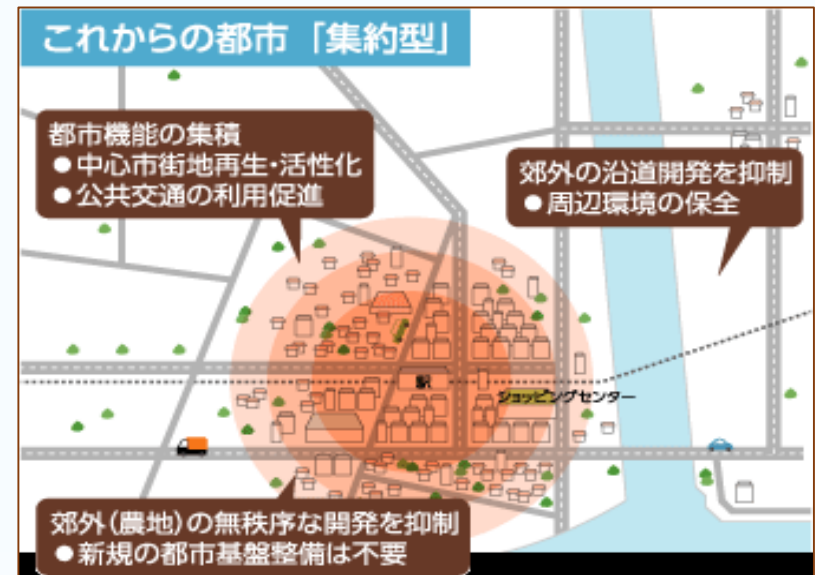 これからの都市「集約型」
都市機能の集積
●中心市街地再生・活性化
●公共交通の利用促進
郊外の沿道開発を抑制
●周辺環境の保全
駅
ショッピングセンター
郊外(農地)の無秩序な開発を抑制
●新規の都市基盤整備は不要